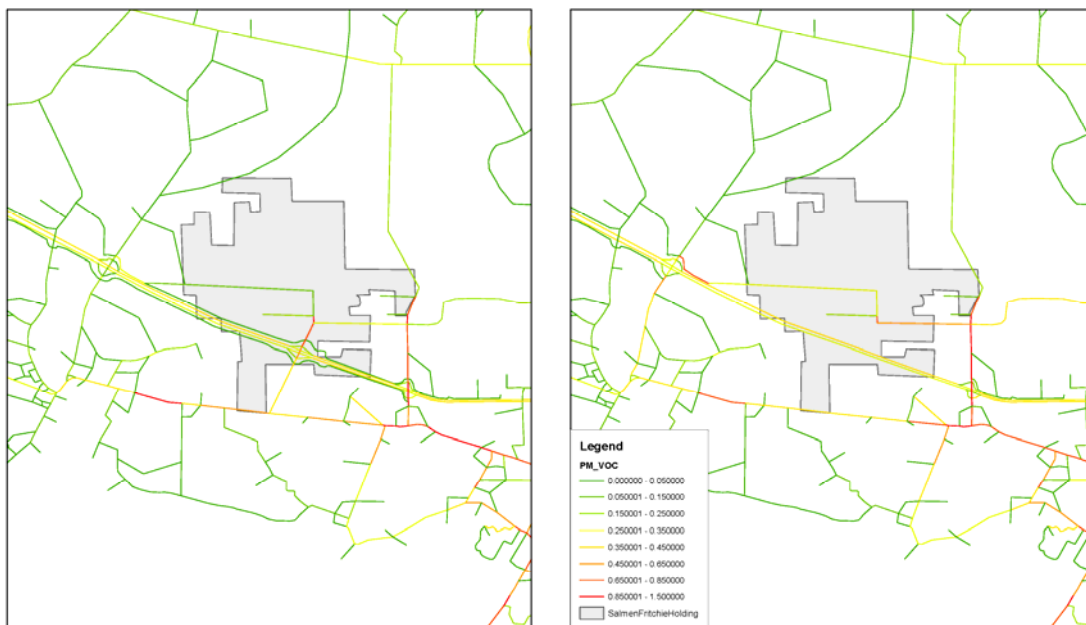 Legend
PM_VOC
0.000000 - 0.050000
0.050001 - 0.150000
0.150001 - 0.250000
0.250001 - 0.350000
0.350001 - 0.450000
0.450001 - 0.650000
0.650001 - 0.850000
0.850001 - 1.500000
SalmenFritchieHolding